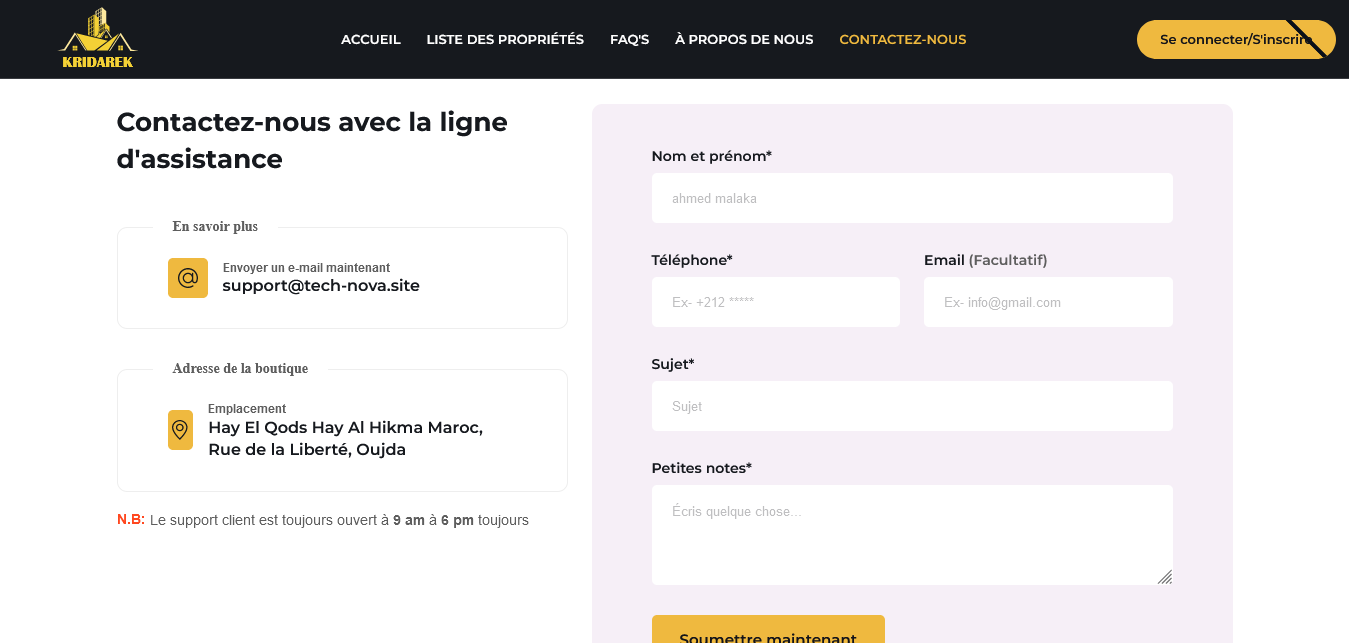 KRIDAREK
ACCUEIL
LISTE DES PROPRIÉTÉS
FAQ'S
À PROPOS DE NOUS
CONTACTEZ-NOUS
Se connecter/S'inscrire
Contactez-nous avec la ligne
d'assistance
En savoir plus
Envoyer un e-mail maintenant
support@tech-nova.site
Adresse de la boutique
Emplacement
Hay El Qods Hay Al Hikma Maroc,
Rue de la Liberté, Oujda
N.B: Le support client est toujours ouvert à 9 am à 6 pm toujours
Nom et prénom*
ahmed malaka
Téléphone*
Ex- +212 *****
Email (Facultatif)
Ex- info@gmail.com
Sujet*
Sujet
Petites notes*
Écris quelque chose...
Soumettre maintenant